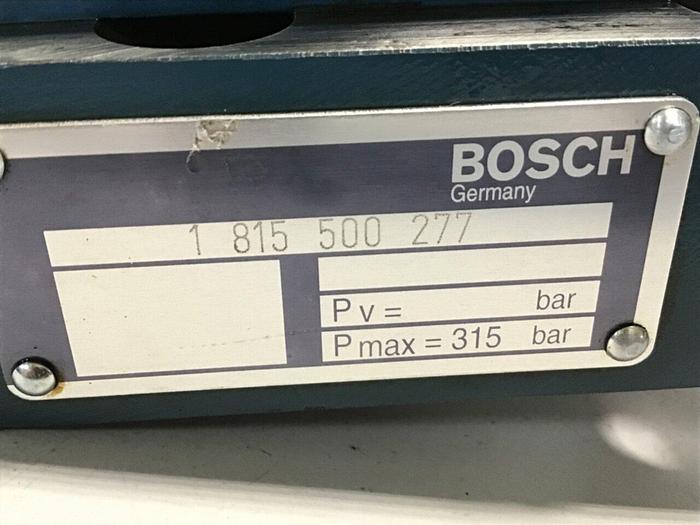 BOSCH
Germany
1 815 500 277
Pv = bar
Pmax = 315 bar